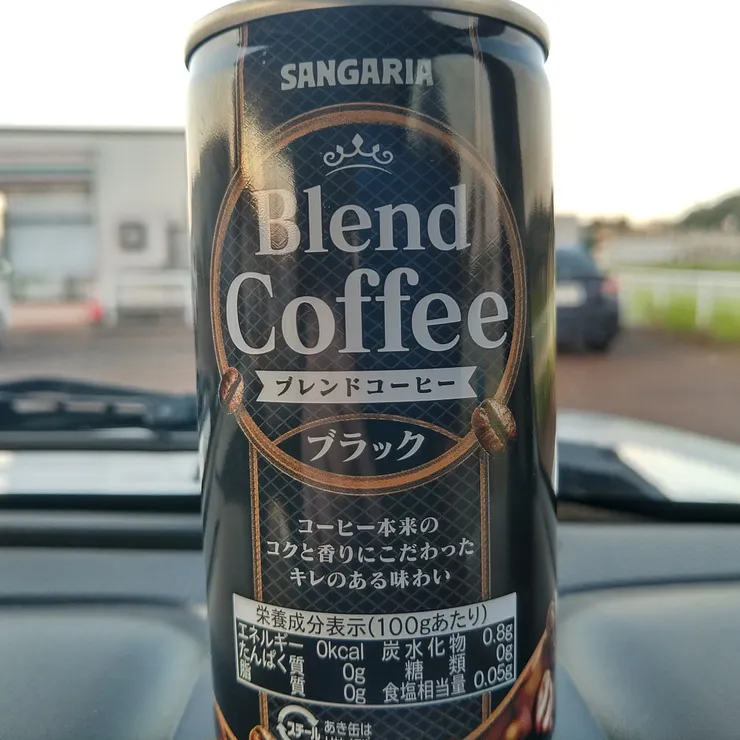 SANGARIA
Blend
Coffee
ブレンドコーヒー
ブラック
コーヒー本来の
コクと香りにこだわった
キレのある味わい
栄養成分表示(100gあたり)
エネルギー 0kcal 炭水化物 0.8g
たんぱく質 0g 糖類 0g
脂質 0g 食塩相当量 0.05g
スチール あき缶は